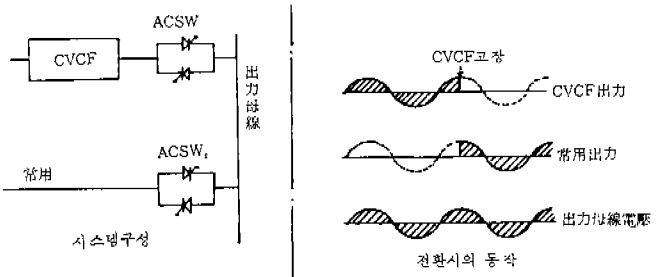 ACSW
CVCF
出力母線
ACSW₂
常用
시스템구성
CVCF고장
CVCF出力
常用出力
出力母線電壓
전환시의 동작